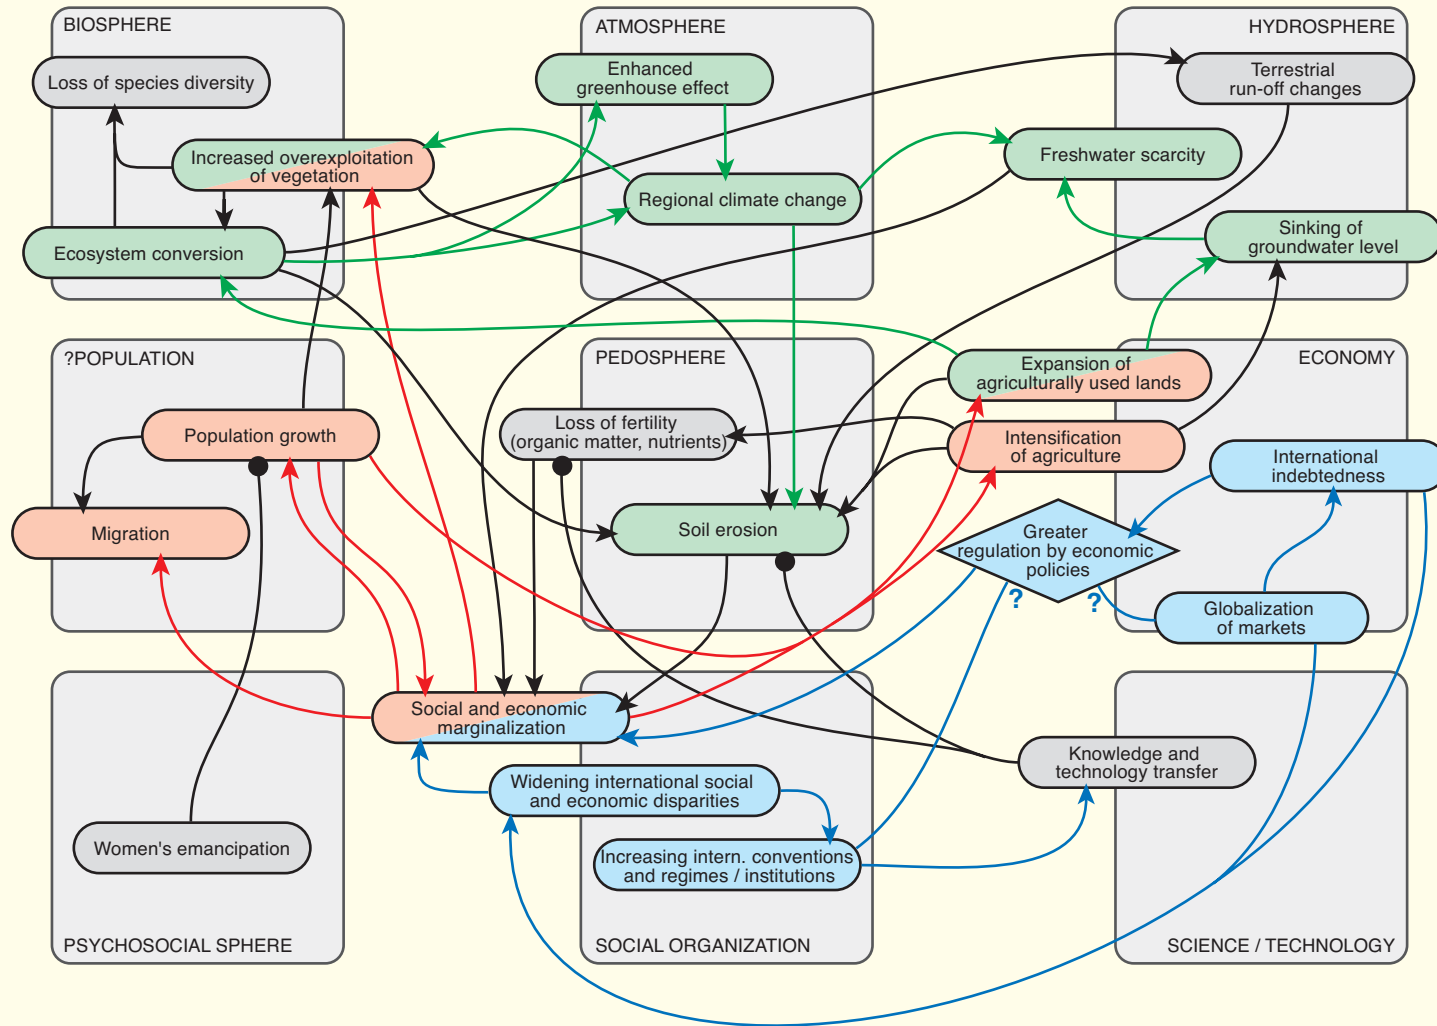 BIOSPHERE
Loss of species diversity
Increased overexploitation
of vegetation
Ecosystem conversion
ATMOSPHERE
Enhanced
greenhouse effect
Regional climate change
HYDROSPHERE
Terrestrial
run-off changes
Freshwater scarcity
Sinking of
groundwater level
?POPULATION
Population growth
Migration
PEDOSPHERE
Loss of fertility
(organic matter, nutrients)
Soil erosion
ECONOMY
Expansion of
agriculturally used lands
Intensification
of agriculture
International
indebtedness
Greater
regulation by economic
policies
?
?
Globalization
of markets
Social and economic
marginalization
Widening international social
and economic disparities
Increasing intern. conventions
and regimes / institutions
SOCIAL ORGANIZATION
Women's emancipation
PSYCHOSOCIAL SPHERE
Knowledge and
technology transfer
SCIENCE / TECHNOLOGY